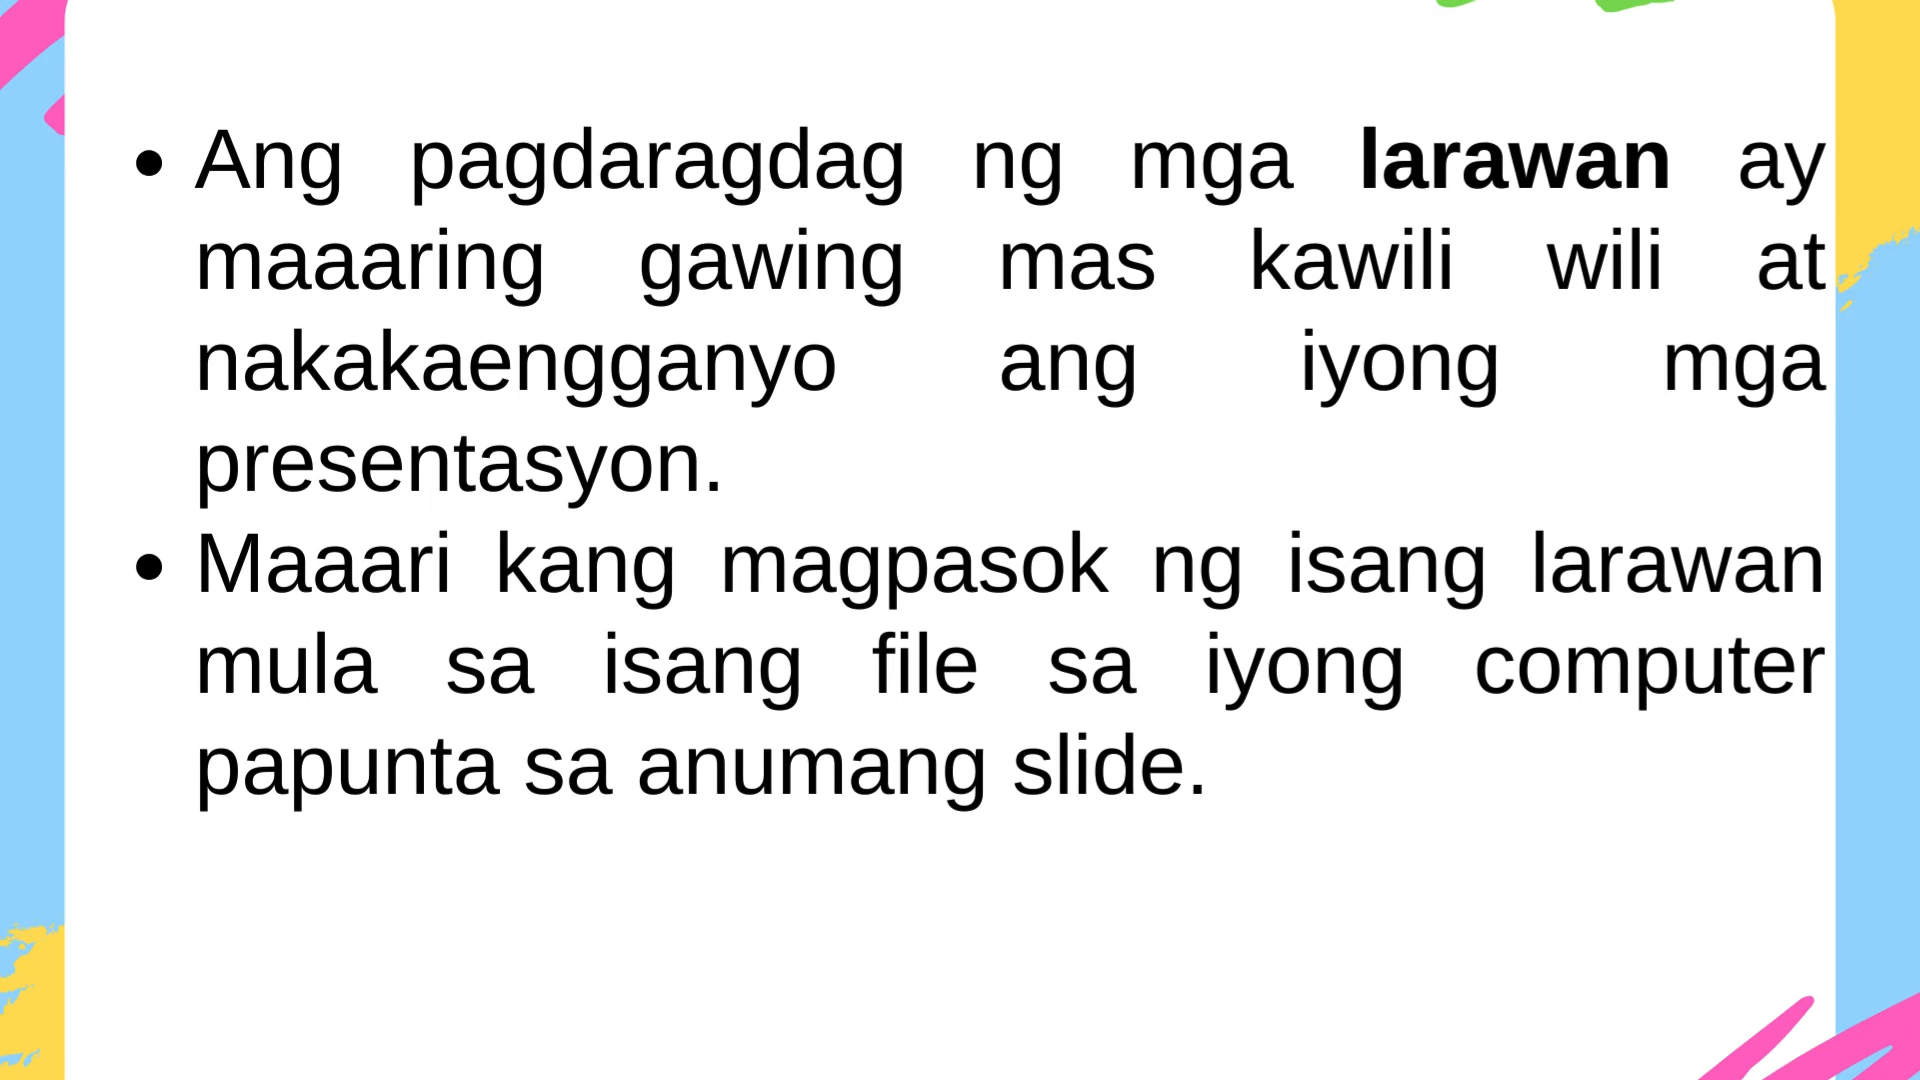 • Ang pagdaragdag ng mga larawan ay
maaaring gawing mas kawili wili at
nakakaengganyo ang iyong mga
presentasyon.
• Maaari kang magpasok ng isang larawan
mula sa isang file sa iyong computer
papunta sa anumang slide.